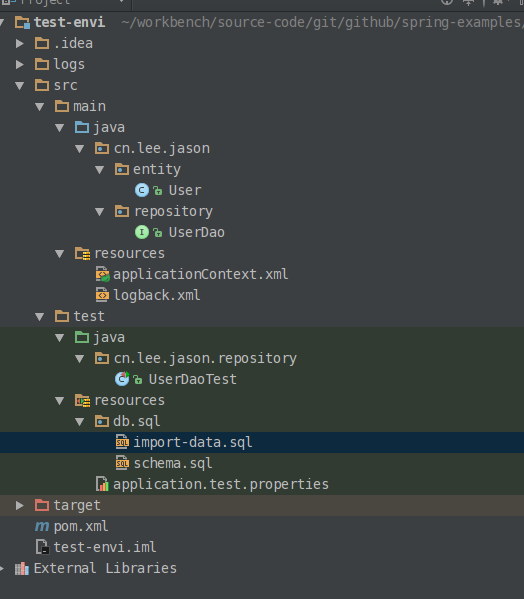 Project
test-envi ~/workbench/source-code/git/github/spring-examples/
.idea
logs
src
main
java
cn.lee.jason
entity
User
repository
UserDao
resources
applicationContext.xml
logback.xml
test
java
cn.lee.jason.repository
UserDaoTest
resources
db.sql
import-data.sql
schema.sql
application.test.properties
target
pom.xml
test-envi.iml
External Libraries